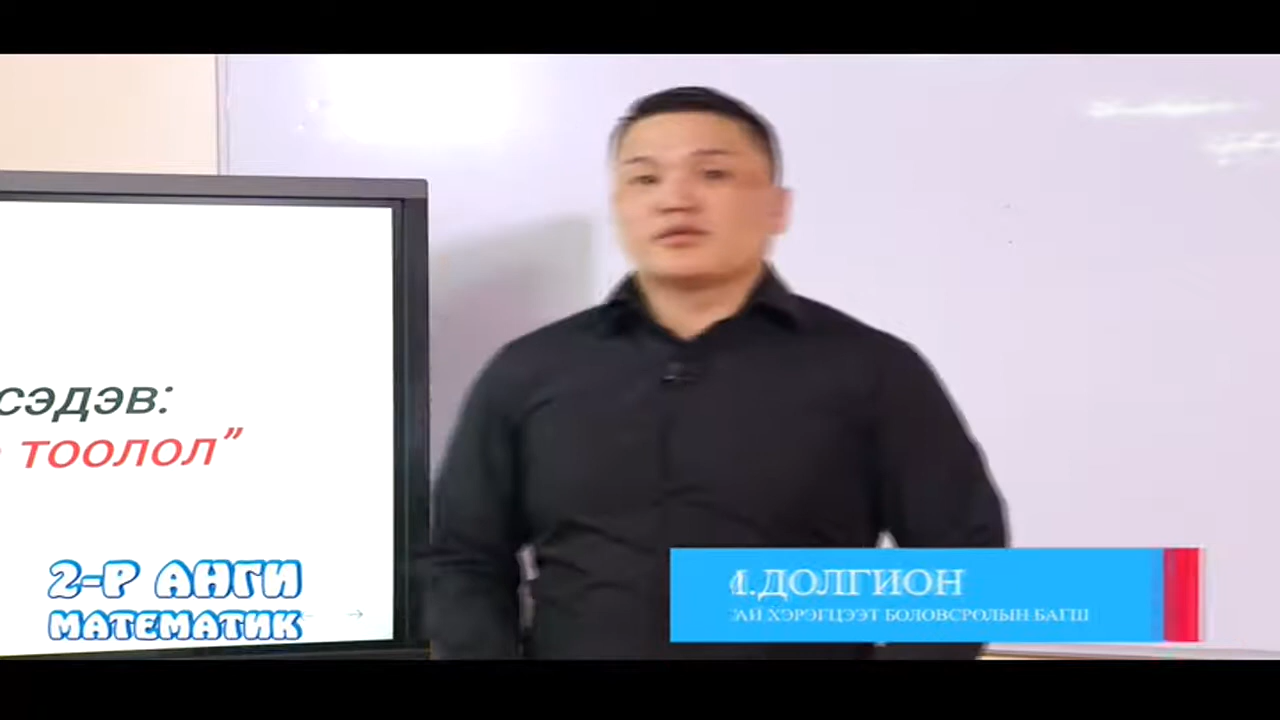 сэдэв:
тоолол”
2-Р АНГИ
МАТЕМАТИК
.ДОЛГИОН
ХЭРЭГЦЭЭТ БОЛОВСРОЛЫН БАГШ